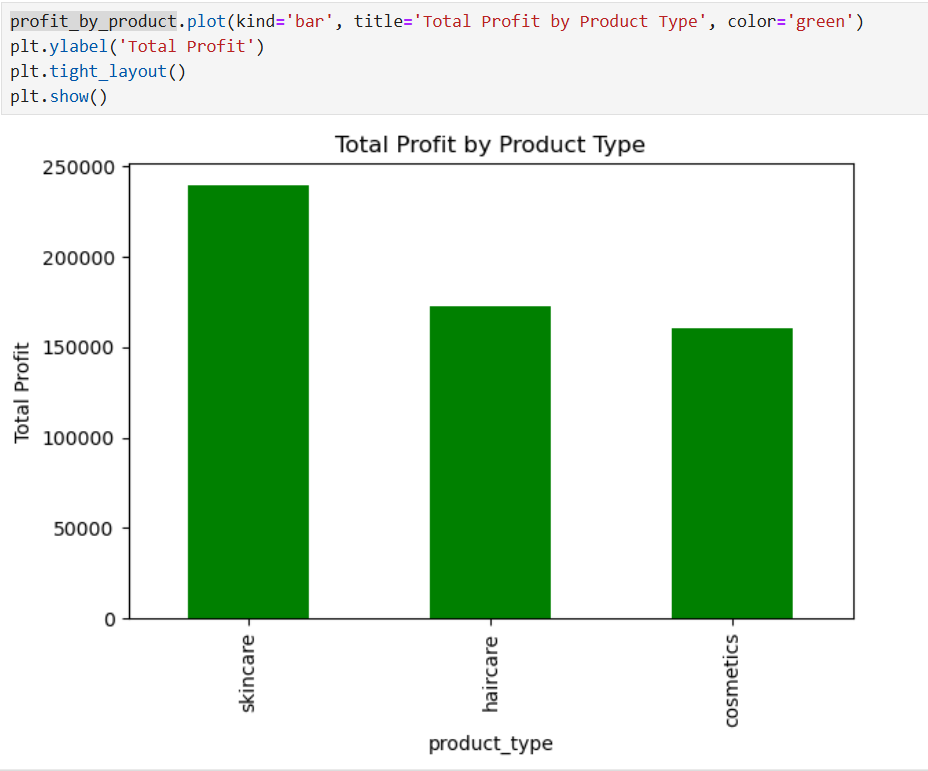 profit_by_product.plot(kind='bar', title='Total Profit by Product Type', color='green')
plt.ylabel('Total Profit')
plt.tight_layout()
plt.show()
Total Profit by Product Type
250000
200000
150000
100000
50000
0
Total Profit
skincare
haircare
cosmetics
product_type